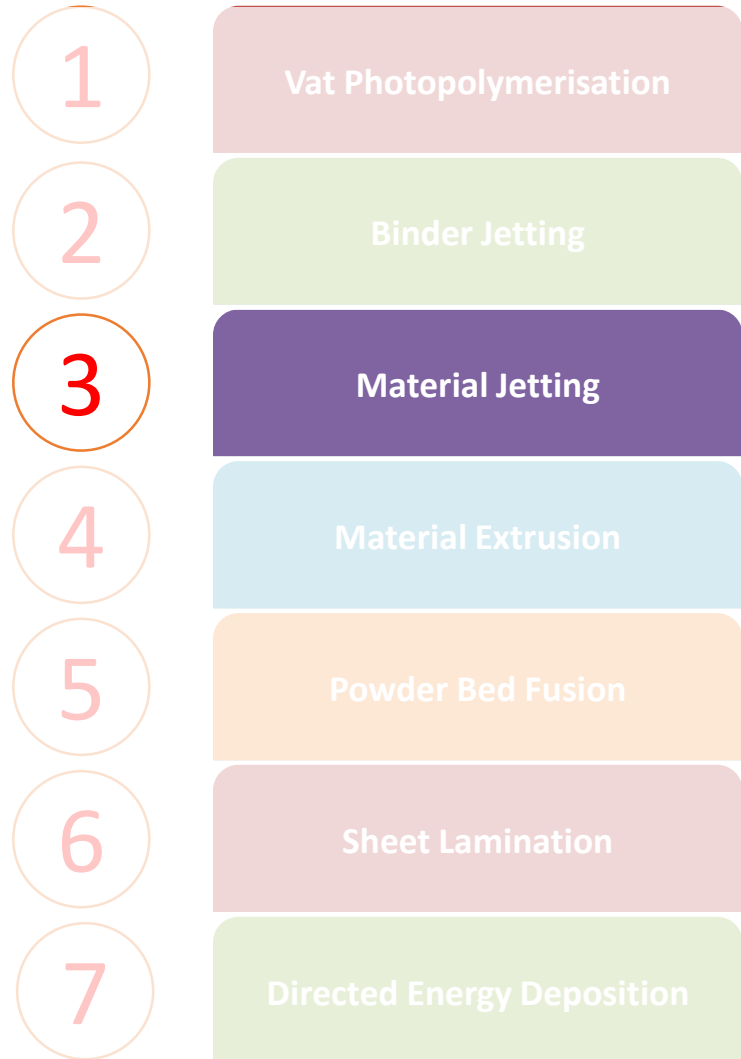 1 Vat Photopolymerisation
2 Binder Jetting
3 Material Jetting
4 Material Extrusion
5 Powder Bed Fusion
6 Sheet Lamination
7 Directed Energy Deposition